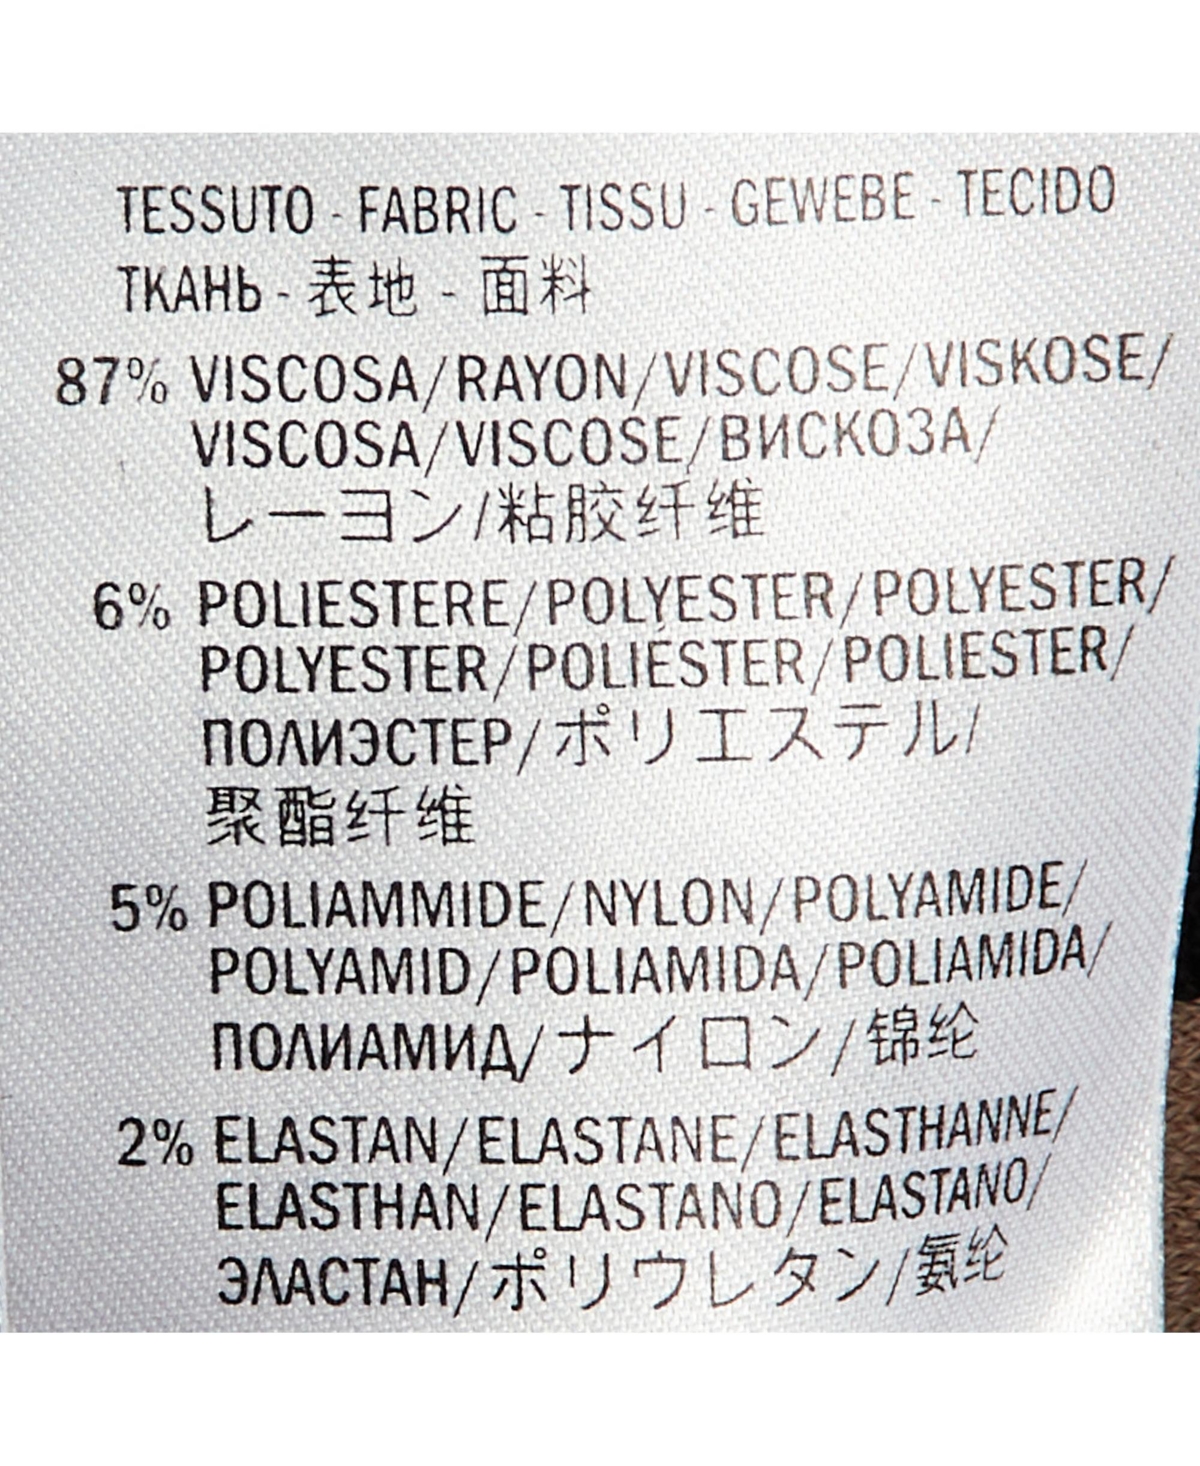 TESSUTO - FABRIC - TISSU - GEWEBE - TECIDO
ТКАНЬ - 表地 - 面料
87% VISCOSA/RAYON/VISCOSE/VISKOSE/
VISCOSA/VISCOSE/ВИСКОЗА/
レーヨン/粘胶纤维
6% POLIESTERE/POLYESTER/POLYESTER/
POLYESTER/POLIÉSTER/POLIESTER/
ПОЛИЭСТЕР/ポリエステル/
聚酯纤维
5% POLIAMMIDE/NYLON/POLYAMIDE/
POLYAMID/POLIAMIDA/POLIAMIDA/
ПОЛИАМИД/ナイロン/锦纶
2% ELASTAN/ELASTANE/ELASTHANNE/
ELASTHAN/ELASTANO/ELASTANO/
ЭЛАСТАН/ポリウレタン/氨纶